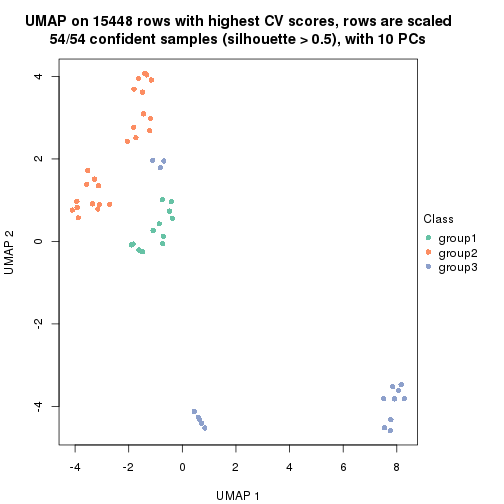 UMAP on 15448 rows with highest CV scores, rows are scaled
54/54 confident samples (silhouette > 0.5), with 10 PCs
4
2
0
-2
-4
UMAP 2
Class
group1
group2
group3
-4
-2
0
2
4
6
8
UMAP 1